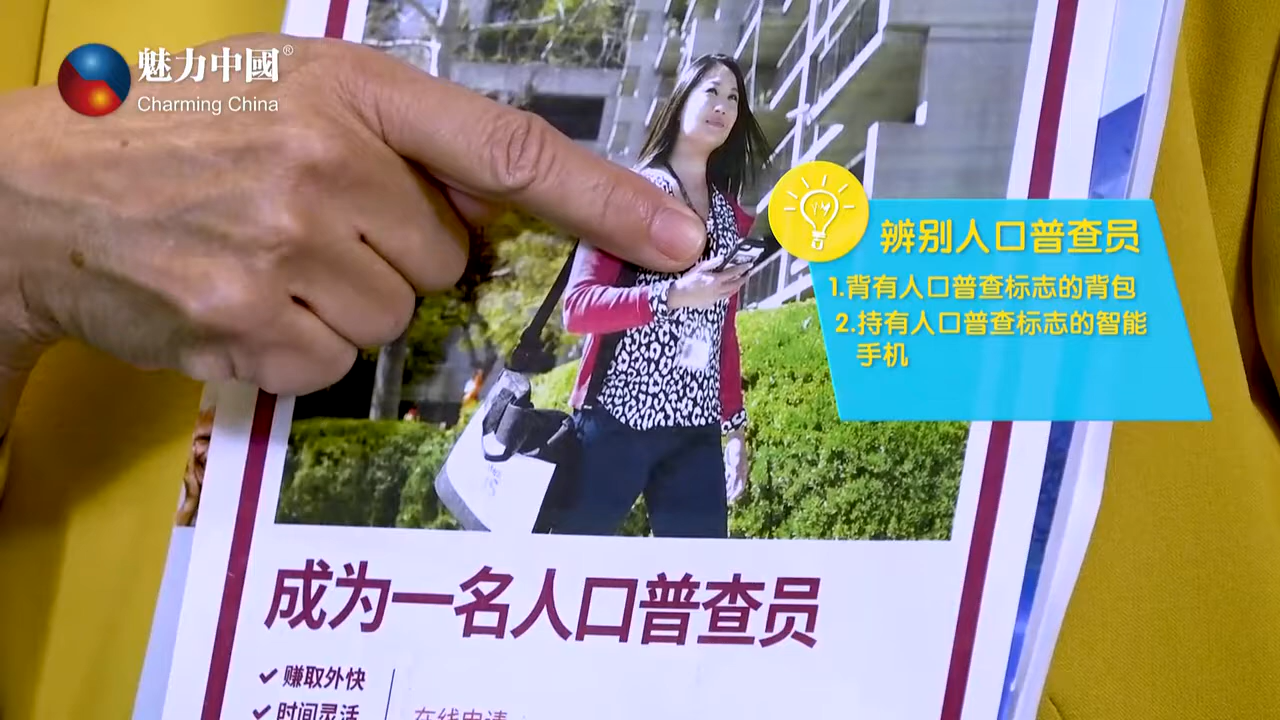 魅力中國®
Charming China
辨别人口普查员
1.背有人口普查标志的背包
2.持有人口普查标志的智能
手机
成为一名人口普查员
✓ 赚取外快
✓ 时间灵活
在线申请